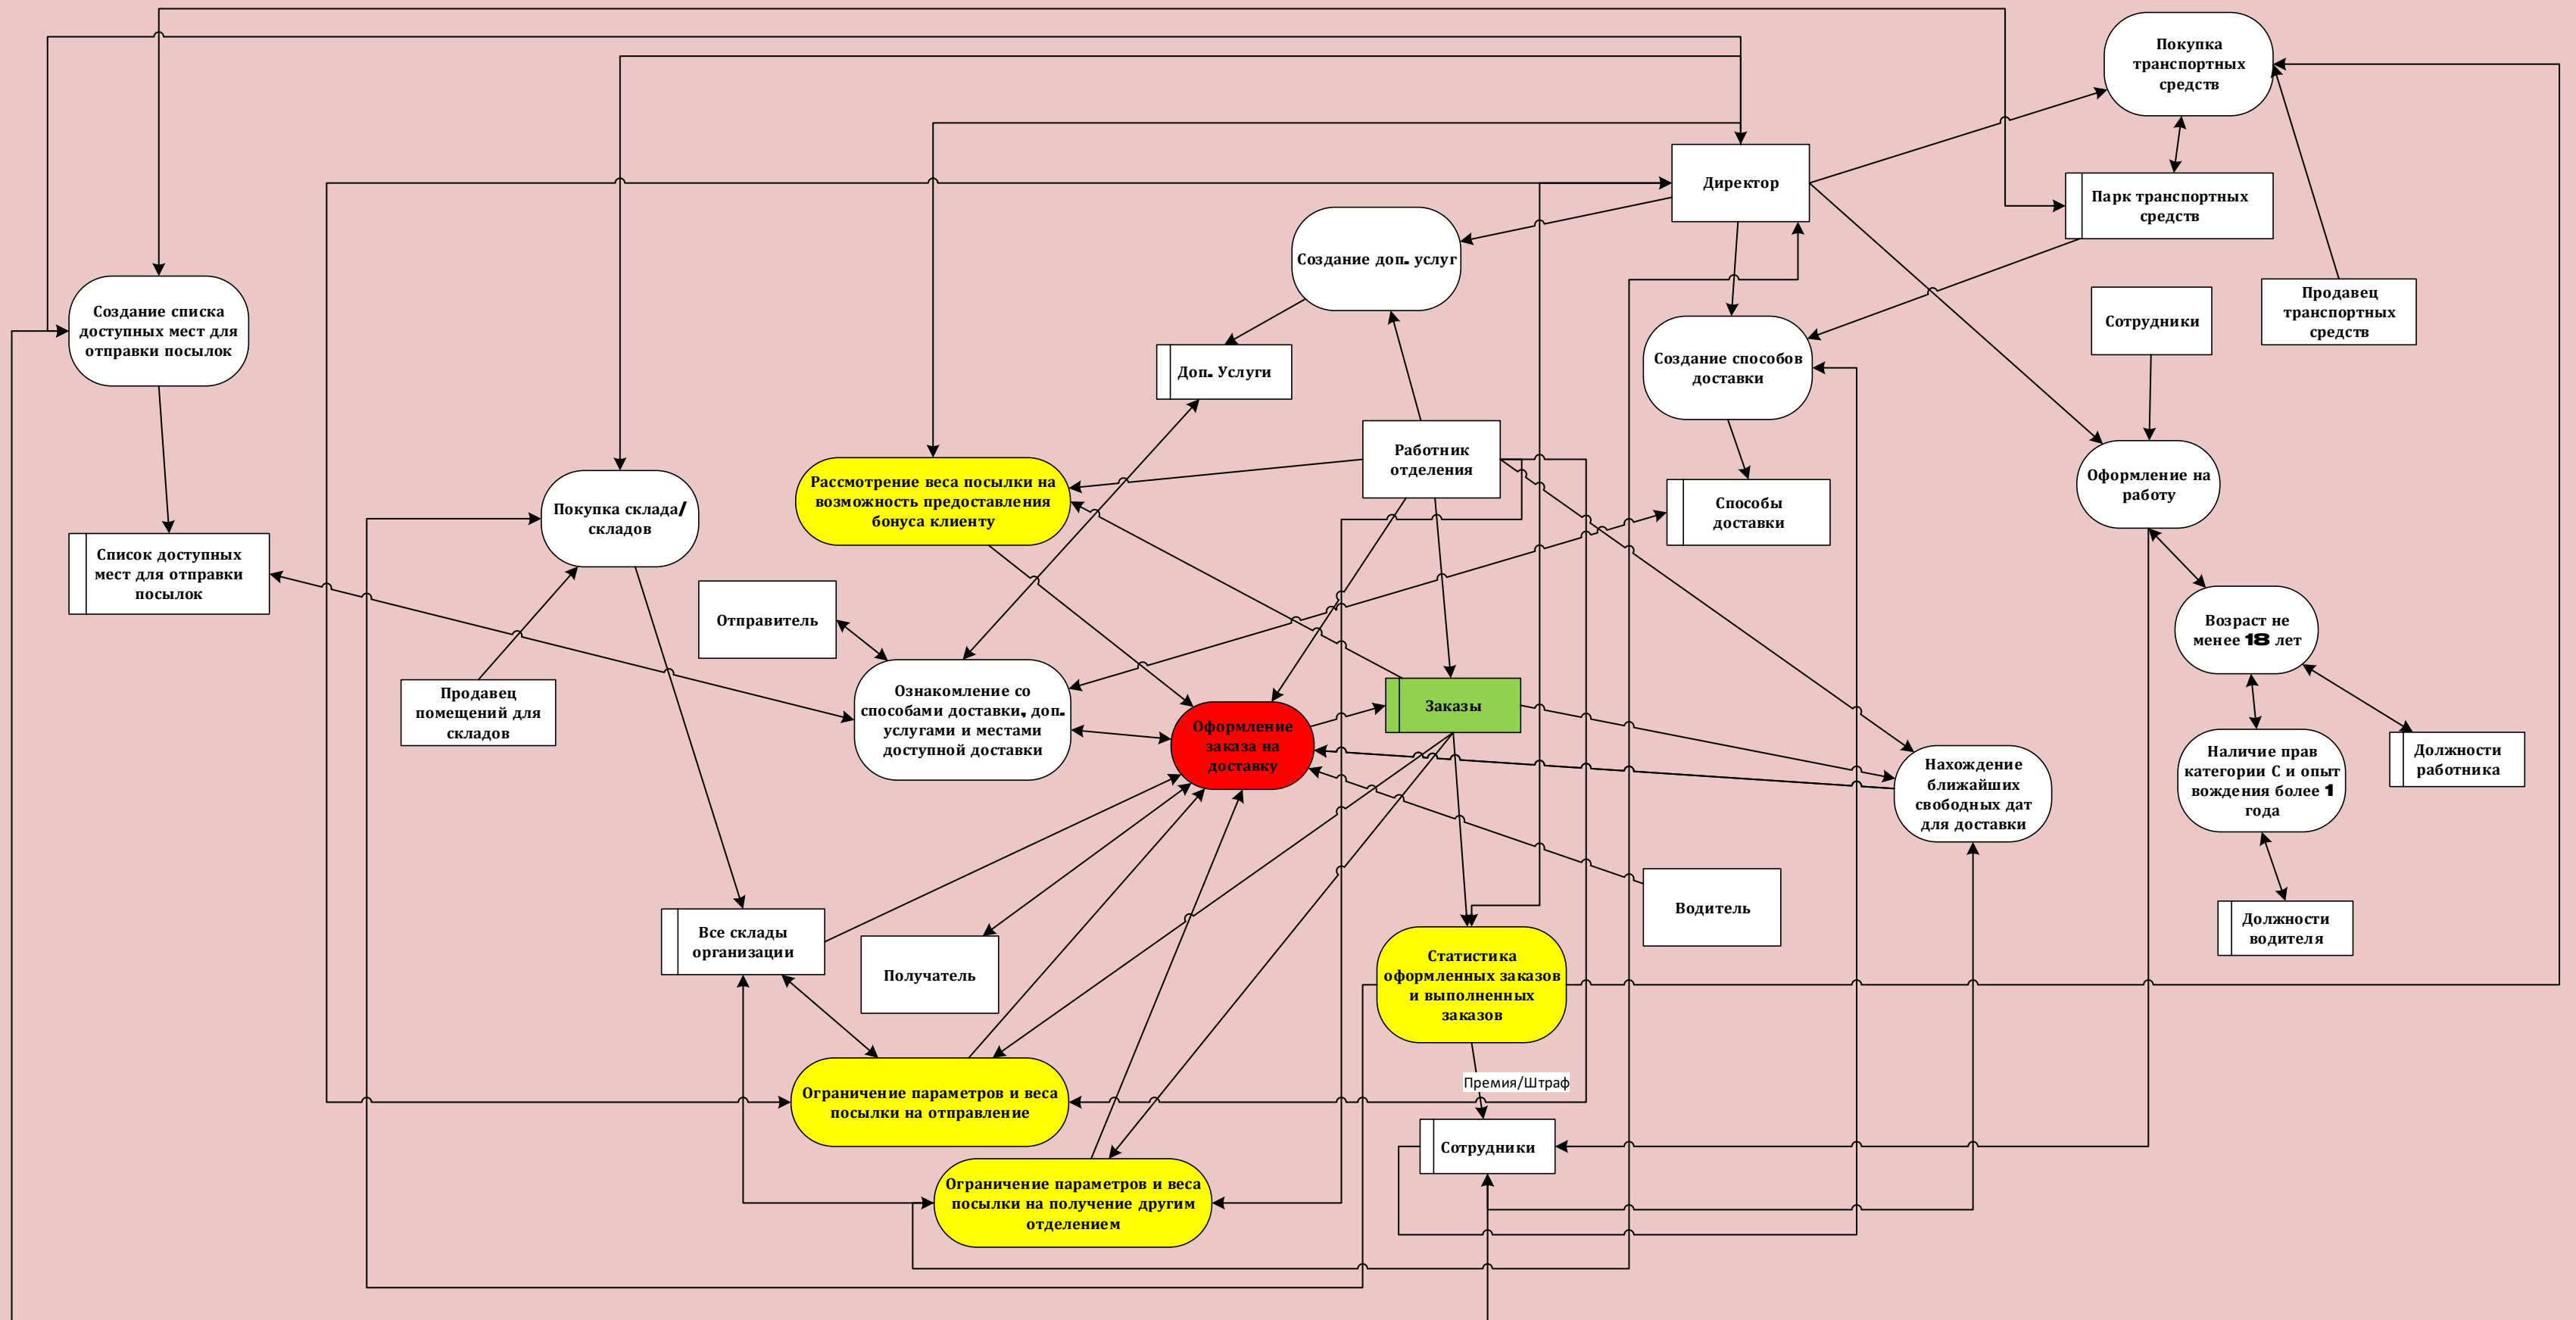 Покупка
транспортных
средств
Директор
Парк транспортных
средств
Создание доп. услуг
Продавец
транспортных
средств
Сотрудники
Создание списка
доступных мест для
отправки посылок
Доп. Услуги
Создание способов
доставки
Работник
отделения
Оформление на
работу
Рассмотрение веса посылки на
возможность предоставления
бонуса клиенту
Покупка склада/
складов
Способы
доставки
Список доступных
мест для отправки
посылок
Отправитель
Возраст не
менее 18 лет
Продавец
помещений для
складов
Ознакомление со
способами доставки, доп.
услугами и местами
доступной доставки
Оформление
заказа на
доставку
Заказы
Нахождение
ближайших
свободных дат
для доставки
Наличие прав
категории С и опыт
вождения более 1
года
Должности
работника
Водитель
Должности
водителя
Все склады
организации
Получатель
Статистика
оформленных заказов
и выполненных
заказов
Премия/Штраф
Ограничение параметров и веса
посылки на отправление
Сотрудники
Ограничение параметров и веса
посылки на получение другим
отделением